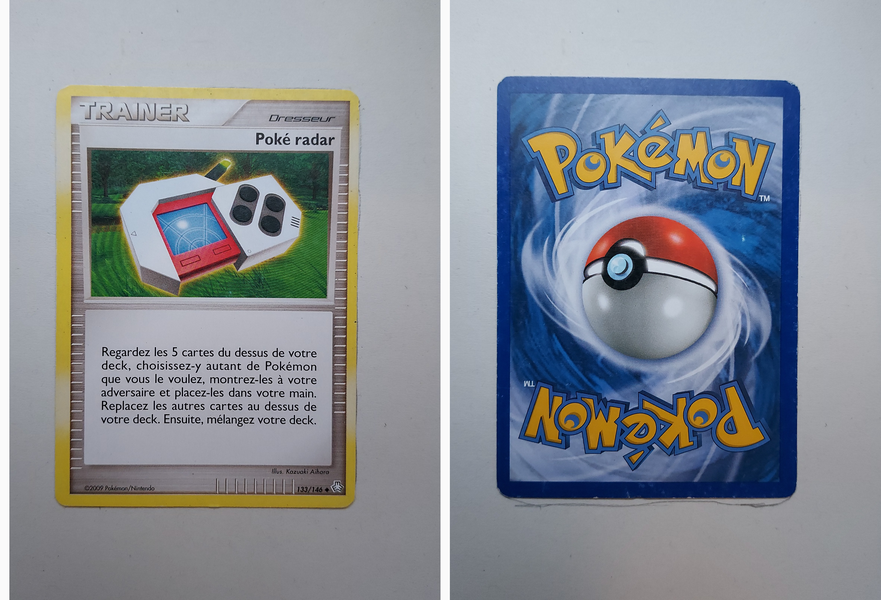 TRAINER
Dresseur
Poké radar
Regardez les 5 cartes du dessus de votre
deck, choisissez-y autant de Pokémon
que vous le voulez, montrez-les à votre
adversaire et placez-les dans votre main.
Replacez les autres cartes au dessus de
votre deck. Ensuite, mélangez votre deck.
Illus. Kazuaki Aihara
©2009 Pokémon/Nintendo
133/146
POKéMON
TM
TM
POKéMON